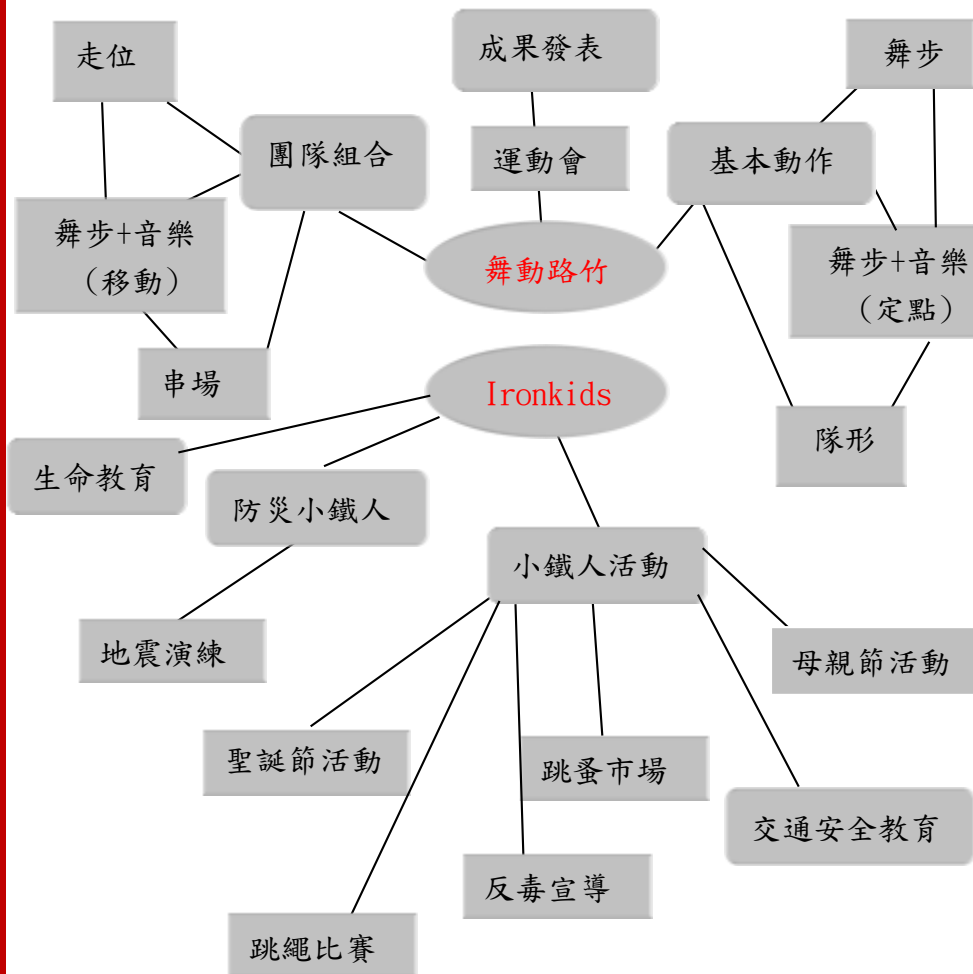 走位
成果發表
舞步
團隊組合
運動會
基本動作
舞步+音樂
（移動）
舞動路竹
舞步+音樂
（定點）
串場
Ironkids
隊形
生命教育
防災小鐵人
小鐵人活動
地震演練
母親節活動
聖誕節活動
跳蚤市場
交通安全教育
反毒宣導
跳繩比賽